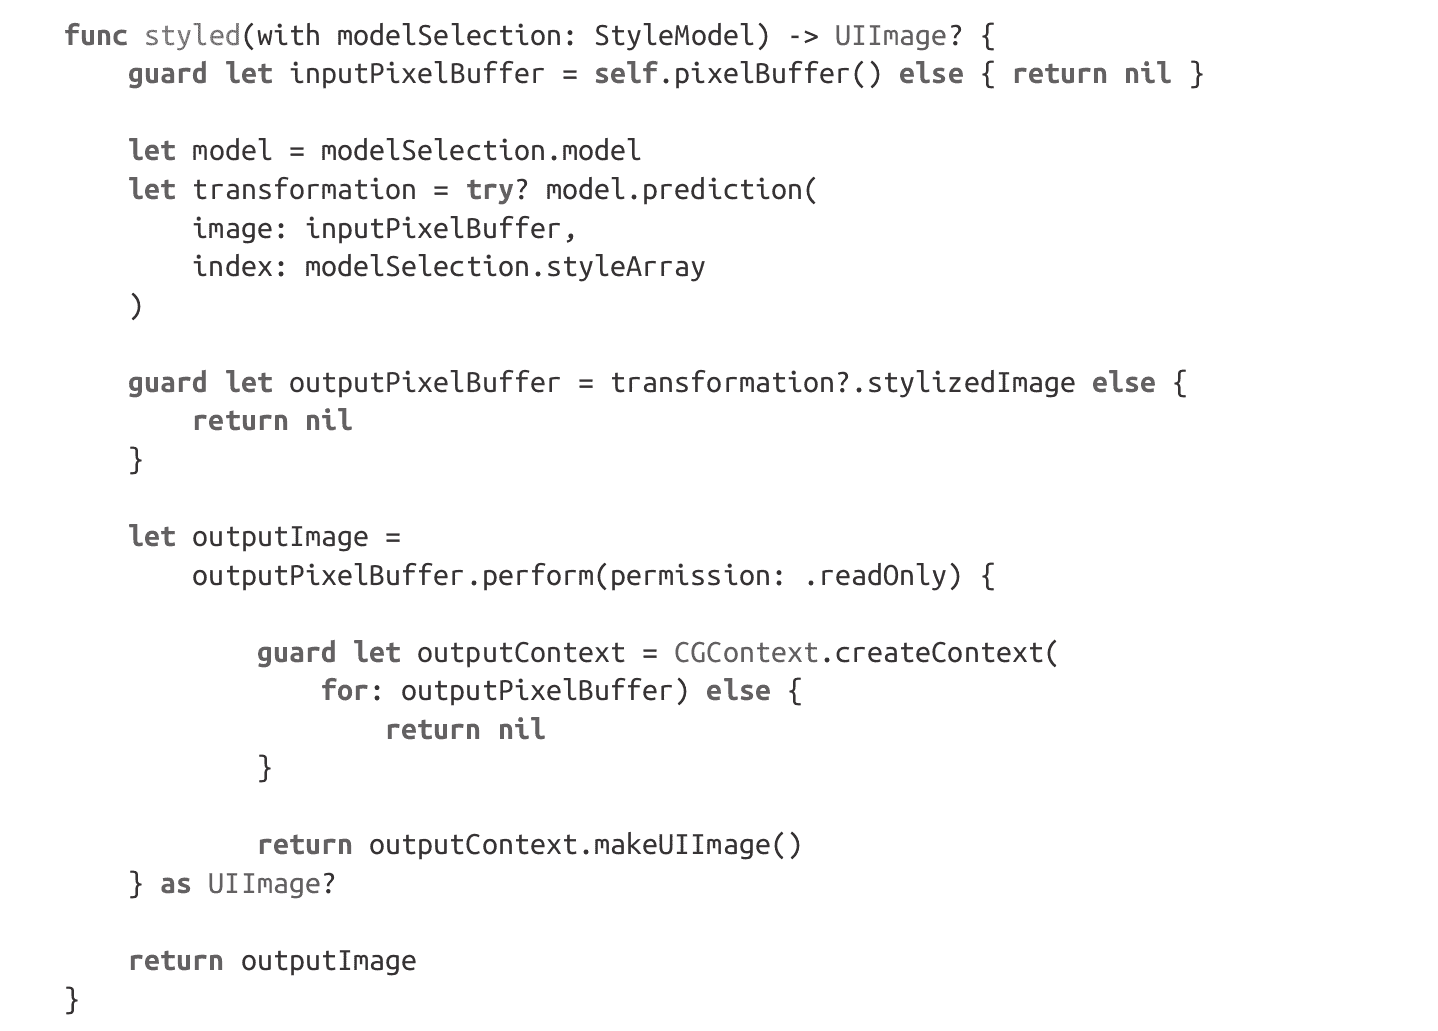 func styled(with modelSelection: StyleModel) -> UIImage? {
    guard let inputPixelBuffer = self.pixelBuffer() else { return nil }

    let model = modelSelection.model
    let transformation = try? model.prediction(
        image: inputPixelBuffer,
        index: modelSelection.styleArray
    )

    guard let outputPixelBuffer = transformation?.stylizedImage else {
        return nil
    }

    let outputImage =
        outputPixelBuffer.perform(permission: .readOnly) {

            guard let outputContext = CGContext.createContext(
                for: outputPixelBuffer) else {
                    return nil
            }

            return outputContext.makeUIImage()
    } as UIImage?

    return outputImage
}